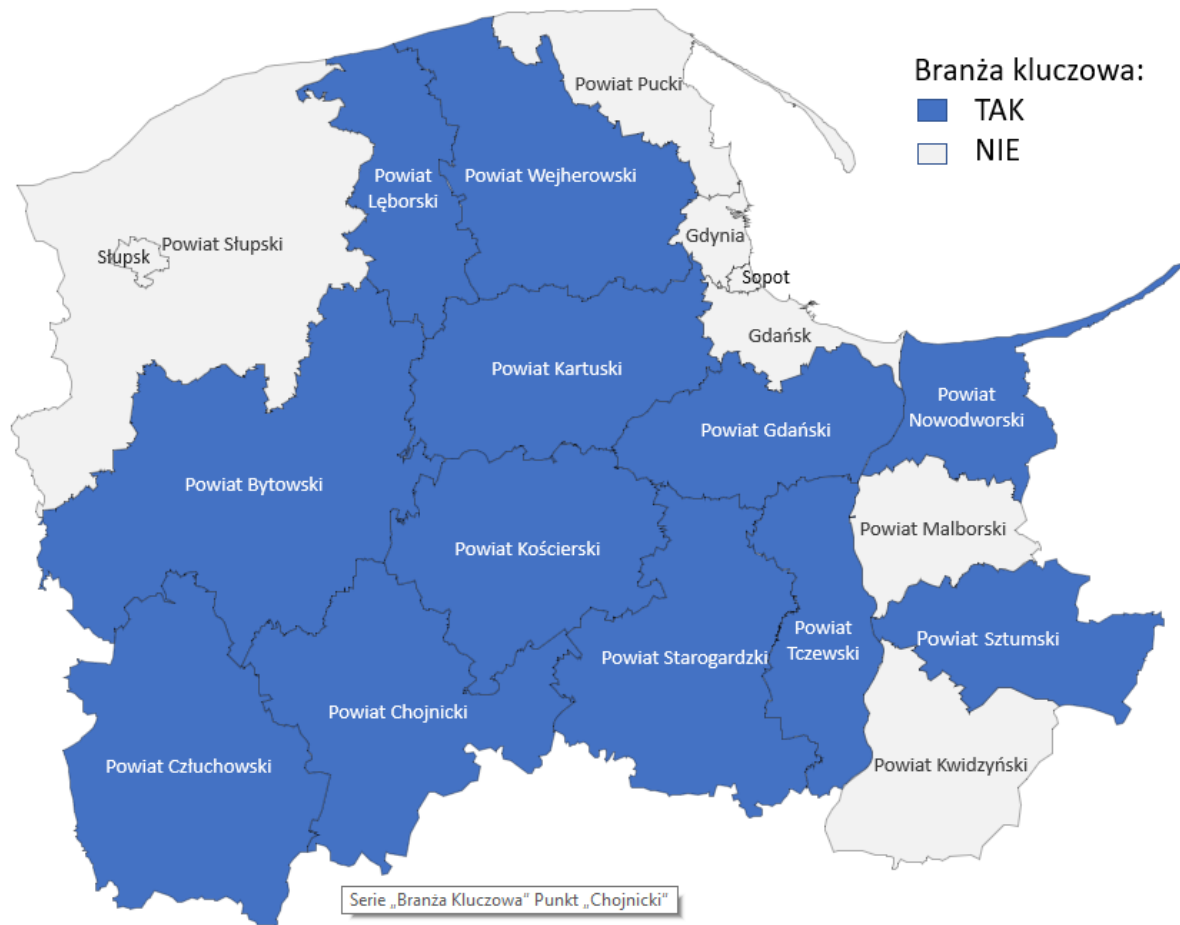 Branża kluczowa:
TAK
NIE
Powiat Pucki
Powiat
Lęborski
Powiat Wejherowski
Powiat Słupski
Słupsk
Gdynia
Sopot
Gdańsk
Powiat Kartuski
Powiat
Nowodworski
Powiat Gdański
Powiat Bytowski
Powiat Malborski
Powiat Kościerski
Powiat
Tczewski
Powiat Sztumski
Powiat Starogardzki
Powiat Chojnicki
Powiat Człuchowski
Powiat Kwidzyński
Serie „Branża Kluczowa“ Punkt „Chojnicki“